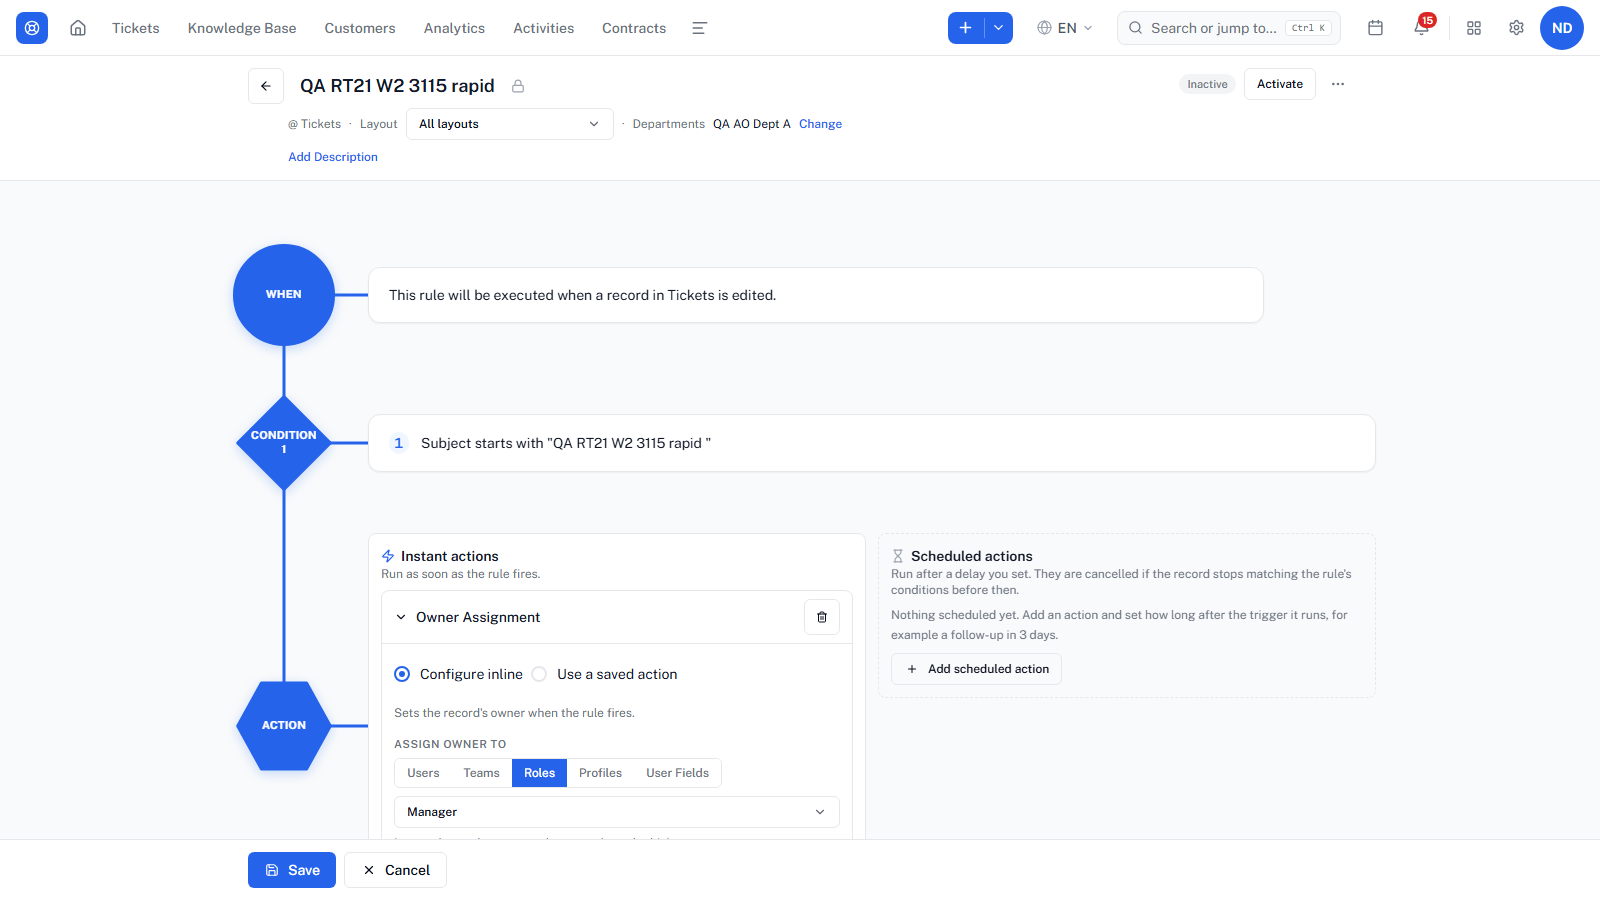 Tickets
Knowledge Base
Customers
Analytics
Activities
Contracts
EN
Search or jump to...
Ctrl K
15
ND
QA RT21 W2 3115 rapid
Inactive
Activate
@ Tickets · Layout
All layouts
· Departments QA AO Dept A Change
Add Description
WHEN
This rule will be executed when a record in Tickets is edited.
CONDITION
1
1
Subject starts with "QA RT21 W2 3115 rapid "
Instant actions
Run as soon as the rule fires.
Owner Assignment
Configure inline
Use a saved action
Sets the record's owner when the rule fires.
ASSIGN OWNER TO
Users
Teams
Roles
Profiles
User Fields
Manager
ACTION
Scheduled actions
Run after a delay you set. They are cancelled if the record stops matching the rule's
conditions before then.
Nothing scheduled yet. Add an action and set how long after the trigger it runs, for
example a follow-up in 3 days.
Add scheduled action
Save
Cancel